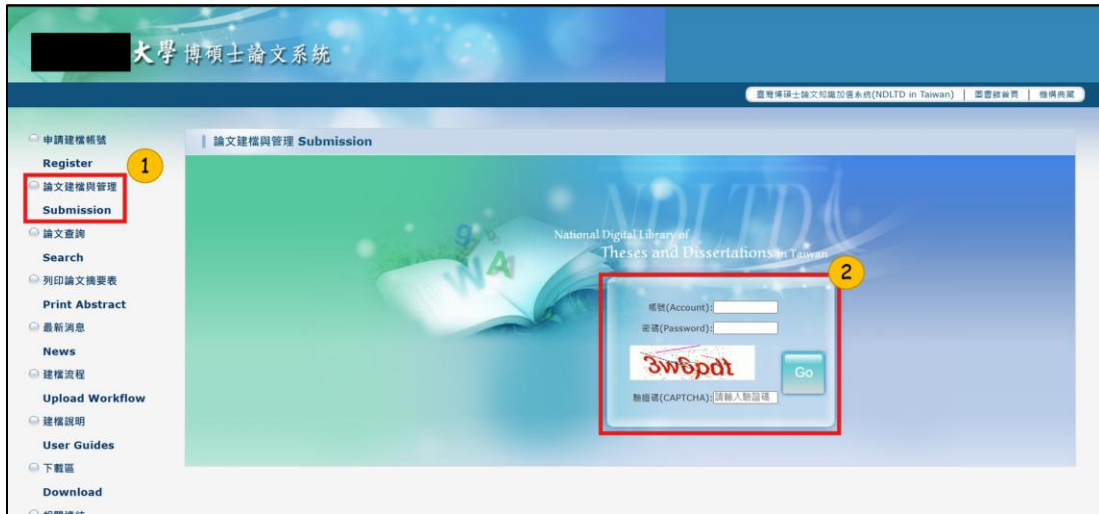 大學 博碩士論文系統
臺灣博碩士論文知識加值系統(NDLTD in Taiwan) | 圖書館首頁 | 機構典藏
申請建檔帳號
Register
1
論文建檔與管理
Submission
論文查詢
Search
列印論文摘要表
Print Abstract
最新消息
News
建檔流程
Upload Workflow
建檔說明
User Guides
下載區
Download
論文建檔與管理 Submission
NDLTD
National Digital Library of
Theses and Dissertations in Taiwan
2
帳號(Account):
密碼(Password):
3w6pdt
Go
驗證碼(CAPTCHA): 請輸入驗證碼